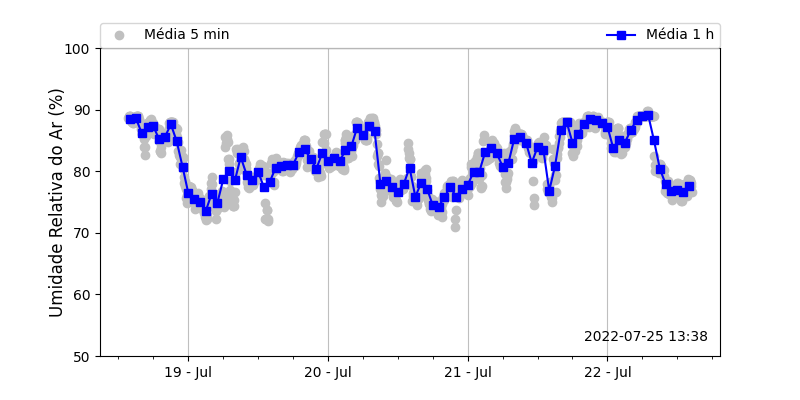 Média 5 min
Média 1 h
100
90
80
70
60
50
Umidade Relativa do Ar (%)
2022-07-25 13:38
19 - Jul
20 - Jul
21 - Jul
22 - Jul